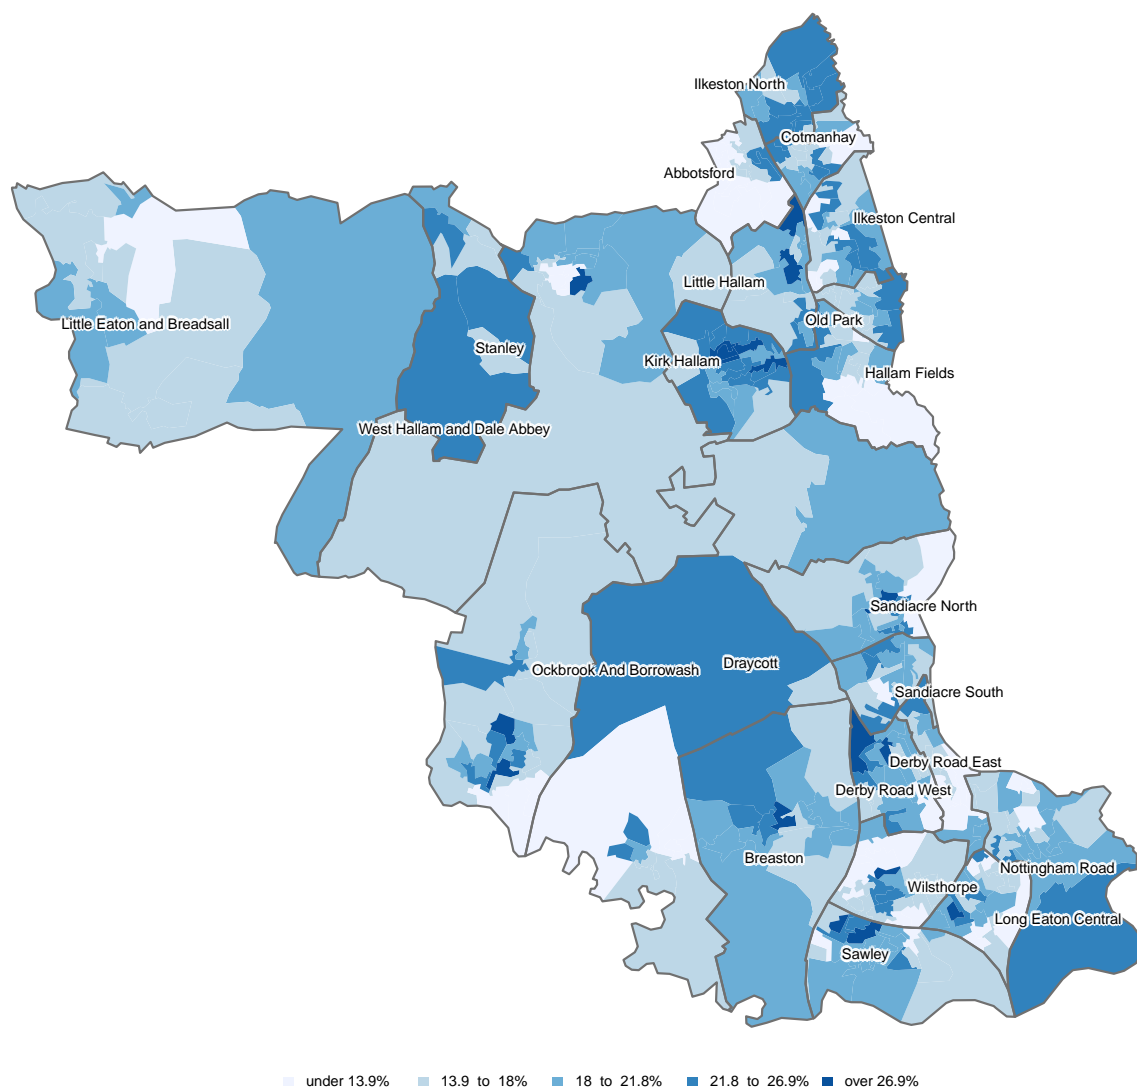 Ilkeston North
Cotmanhay
Abbotsford
Ilkeston Central
Little Hallam
Little Eaton and Breadsall
Old Park
Stanley
Kirk Hallam
Hallam Fields
West Hallam and Dale Abbey
Sandiacre North
Ockbrook And Borrowash
Draycott
Sandiacre South
Derby Road East
Derby Road West
Breaston
Nottingham Road
Wilsthorpe
Long Eaton Central
Sawley
under 13.9% 13.9 to 18% 18 to 21.8% 21.8 to 26.9% over 26.9%